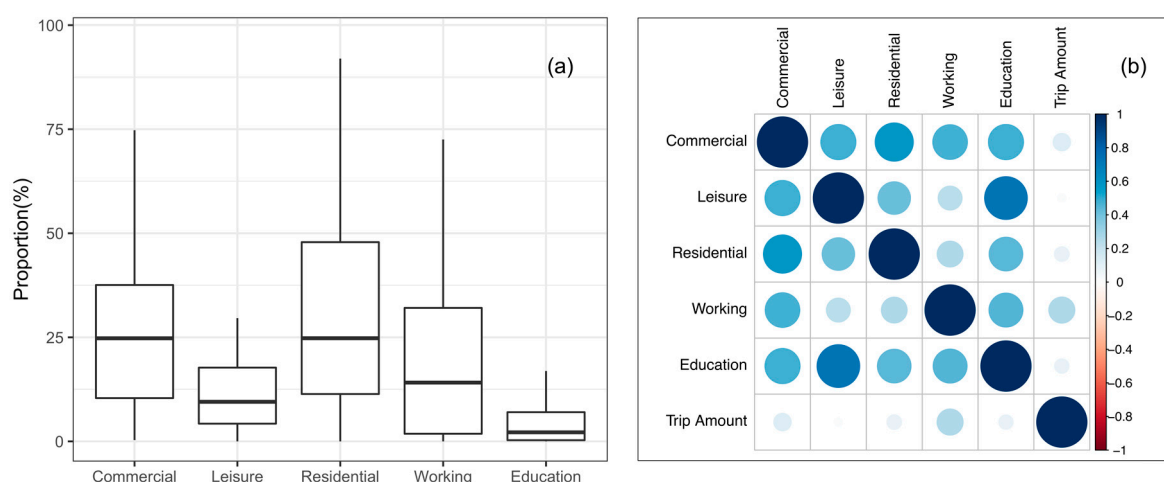 (a)
Proportion(%)
100
75
50
25
0
Commercial
Leisure
Residential
Working
Education
(b)
Commercial
Leisure
Residential
Working
Education
Trip Amount
Commercial
Leisure
Residential
Working
Education
Trip Amount
1
0.8
0.6
0.4
0.2
0
-0.2
-0.4
-0.6
-0.8
-1